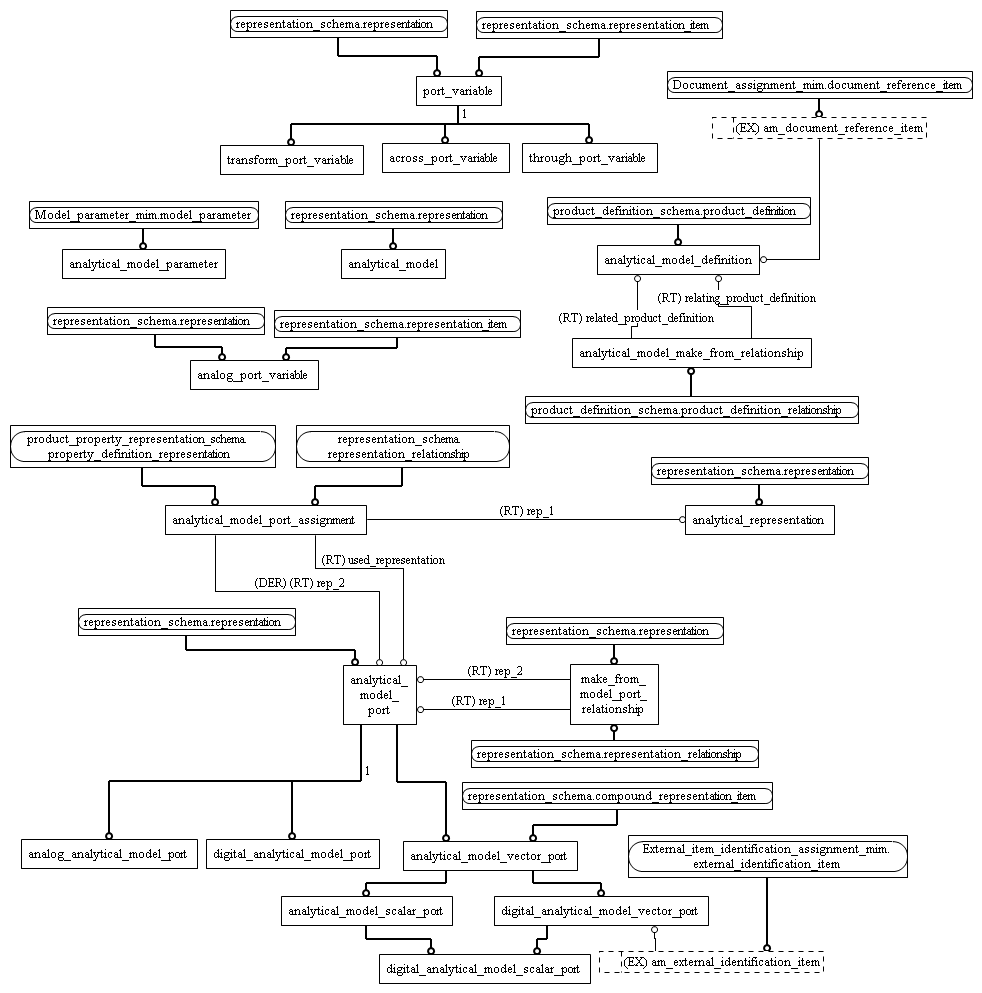 representation_schema.representation
representation_schema.representation_item
port_variable
1
Document_assignment_mim.document_reference_item
(EX) am_document_reference_item
transform_port_variable
across_port_variable
through_port_variable
Model_parameter_mim.model_parameter
representation_schema.representation
product_definition_schema.product_definition
analytical_model_parameter
analytical_model
analytical_model_definition
(RT) relating_product_definition
(RT) related_product_definition
representation_schema.representation
representation_schema.representation_item
analog_port_variable
analytical_model_make_from_relationship
product_definition_schema.product_definition_relationship
product_property_representation_schema.
property_definition_representation
representation_schema.
representation_relationship
representation_schema.representation
analytical_model_port_assignment
(RT) rep_1
analytical_representation
(RT) used_representation
(DER) (RT) rep_2
representation_schema.representation
representation_schema.representation
analytical_
model_
port
(RT) rep_2
(RT) rep_1
make_from_
model_port_
relationship
representation_schema.representation_relationship
1
representation_schema.compound_representation_item
analog_analytical_model_port
digital_analytical_model_port
analytical_model_vector_port
External_item_identification_assignment_mim.
external_identification_item
analytical_model_scalar_port
digital_analytical_model_vector_port
digital_analytical_model_scalar_port
(EX) am_external_identification_item